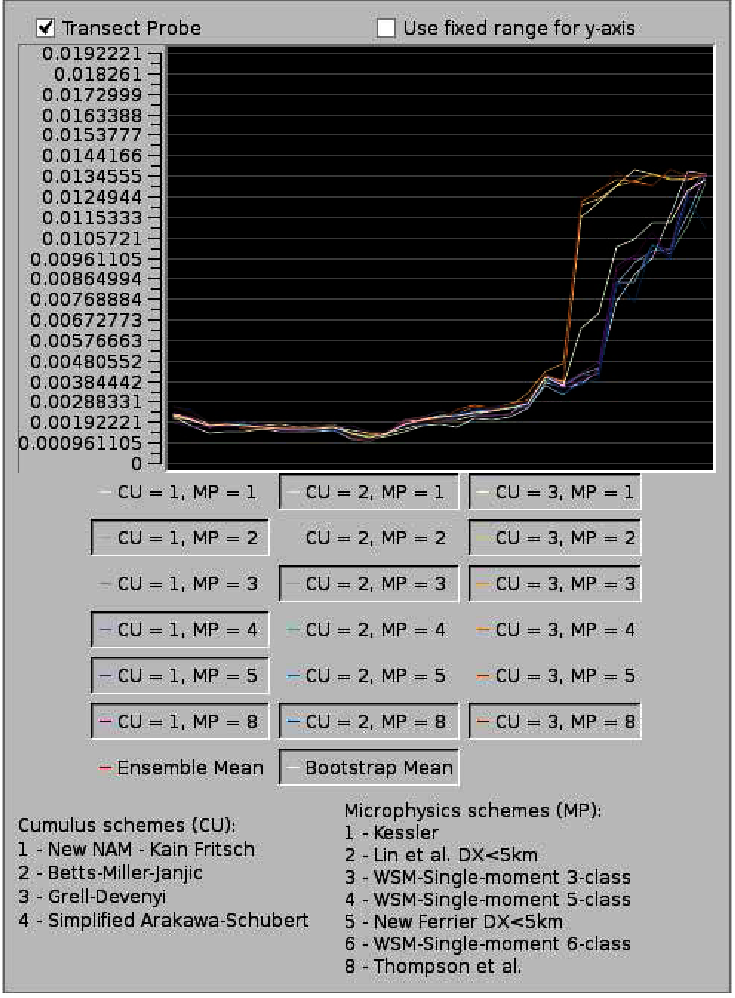 Transect Probe Use fixed range for y-axis
0.0192221
0.018261
0.0172999
0.0163388
0.0153777
0.0144166
0.0134555
0.0124944
0.0115333
0.0105721
0.00961105
0.00864994
0.00768884
0.00672773
0.00576663
0.00480552
0.00384442
0.00288331
0.00192221
0.000961105
0
CU = 1, MP = 1 CU = 2, MP = 1 CU = 3, MP = 1
CU = 1, MP = 2 CU = 2, MP = 2 CU = 3, MP = 2
CU = 1, MP = 3 CU = 2, MP = 3 CU = 3, MP = 3
CU = 1, MP = 4 CU = 2, MP = 4 CU = 3, MP = 4
CU = 1, MP = 5 CU = 2, MP = 5 CU = 3, MP = 5
CU = 1, MP = 8 CU = 2, MP = 8 CU = 3, MP = 8
Ensemble Mean Bootstrap Mean
Cumulus schemes (CU):
1 - New NAM - Kain Fritsch
2 - Betts-Miller-Janjic
3 - Grell-Devenyi
4 - Simplified Arakawa-Schubert
Microphysics schemes (MP):
1 - Kessler
2 - Lin et al. DX<5km
3 - WSM-Single-moment 3-class
4 - WSM-Single-moment 5-class
5 - New Ferrier DX<5km
6 - WSM-Single-moment 6-class
8 - Thompson et al.